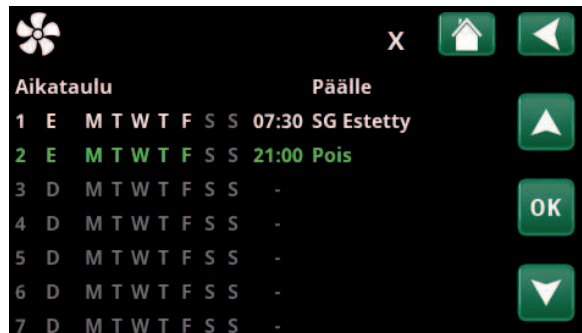 X
Aikataulu Päälle
1 E M T W T F S S 07:30 SG Estetty
2 E M T W T F S S 21:00 Pois
3 D M T W T F S S -
4 D M T W T F S S -
OK
5 D M T W T F S S -
6 D M T W T F S S -
7 D M T W T F S S -